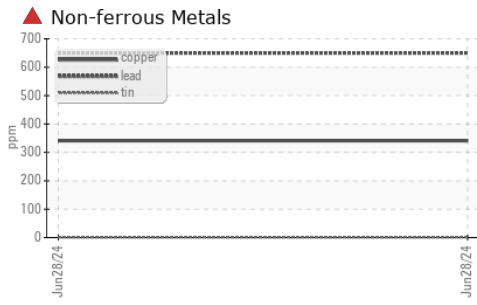 Non-ferrous Metals
700
600
500
400
300
200
100
0
ppm
copper
lead
tin
Jun28/24
Jun28/24